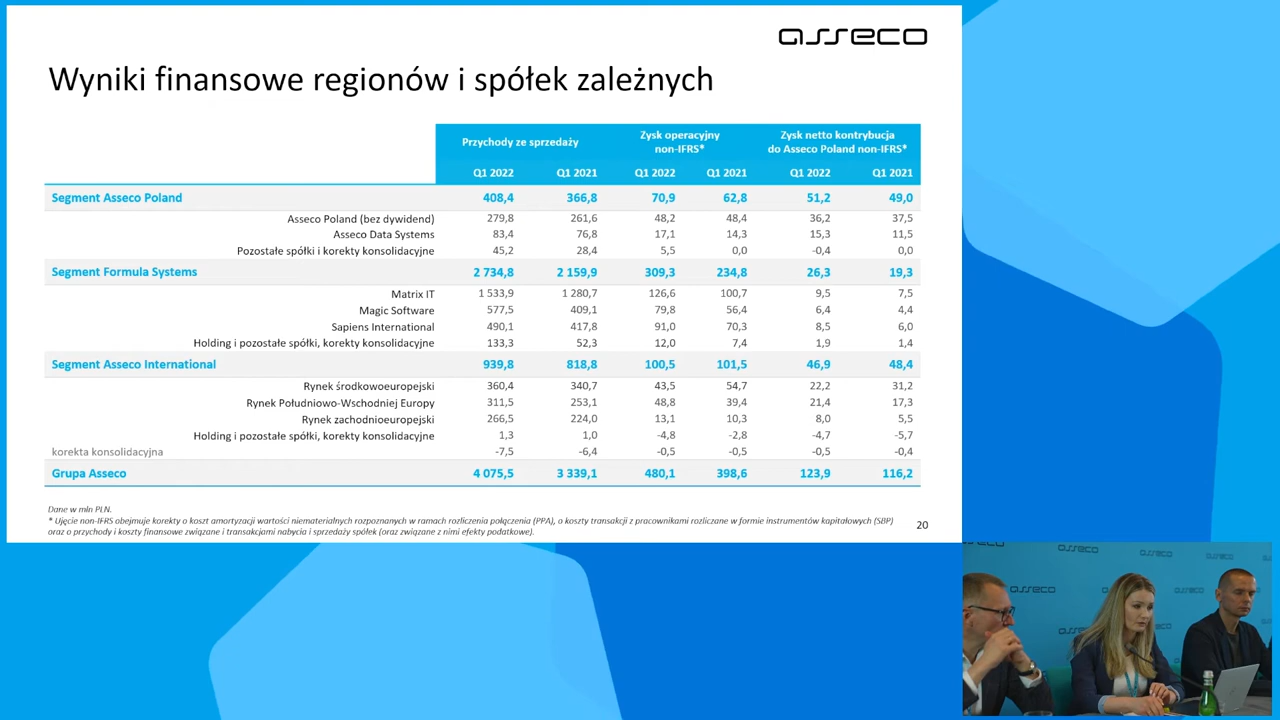 asseco
Wyniki finansowe regionów i spółek zależnych
Przychody ze sprzedaży Zysk operacyjny non-IFRS* Zysk netto kontrybucja do Asseco Poland non-IFRS*
Q1 2022 Q1 2021 Q1 2022 Q1 2021 Q1 2022 Q1 2021
Segment Asseco Poland 408,4 366,8 70,9 62,8 51,2 49,0
Asseco Poland (bez dywidend) 279,8 261,6 48,2 48,4 36,2 37,5
Asseco Data Systems 83,4 76,8 17,1 14,3 15,3 11,5
Pozostałe spółki i korekty konsolidacyjne 45,2 28,4 5,5 0,0 -0,4 0,0
Segment Formula Systems 2 734,8 2 159,9 309,3 234,8 26,3 19,3
Matrix IT 1 533,9 1 280,7 126,6 100,7 9,5 7,5
Magic Software 577,5 409,1 79,8 56,4 6,4 4,4
Sapiens International 490,1 417,8 91,0 70,3 8,5 6,0
Holding i pozostałe spółki, korekty konsolidacyjne 133,3 52,3 12,0 7,4 1,9 1,4
Segment Asseco International 939,8 818,8 100,5 101,5 46,9 48,4
Rynek środkowoeuropejski 360,4 340,7 43,5 54,7 22,2 31,2
Rynek Południowo-Wschodniej Europy 311,5 253,1 48,8 39,4 21,4 17,3
Rynek zachodnioeuropejski 266,5 224,0 13,1 10,3 8,0 5,5
Holding i pozostałe spółki, korekty konsolidacyjne 1,3 1,0 -4,8 -2,8 -4,7 -5,7
korekta konsolidacyjna -7,5 -6,4 -0,5 -0,5 -0,5 -0,4
Grupa Asseco 4 075,5 3 339,1 480,1 398,6 123,9 116,2
Dane w mln PLN.
* Ujęcie non-IFRS obejmuje korekty o koszt amortyzacji wartości niematerialnych rozpoznanych w ramach rozliczenia połączenia (PPA), o koszty transakcji z pracownikami rozliczane w formie instrumentów kapitałowych (SBP)
oraz o przychody i koszty finansowe związane i transakcjami nabycia i sprzedaży spółek (oraz związane z nimi efekty podatkowe).
20
asseco
asseco
asseco
asseco
asseco